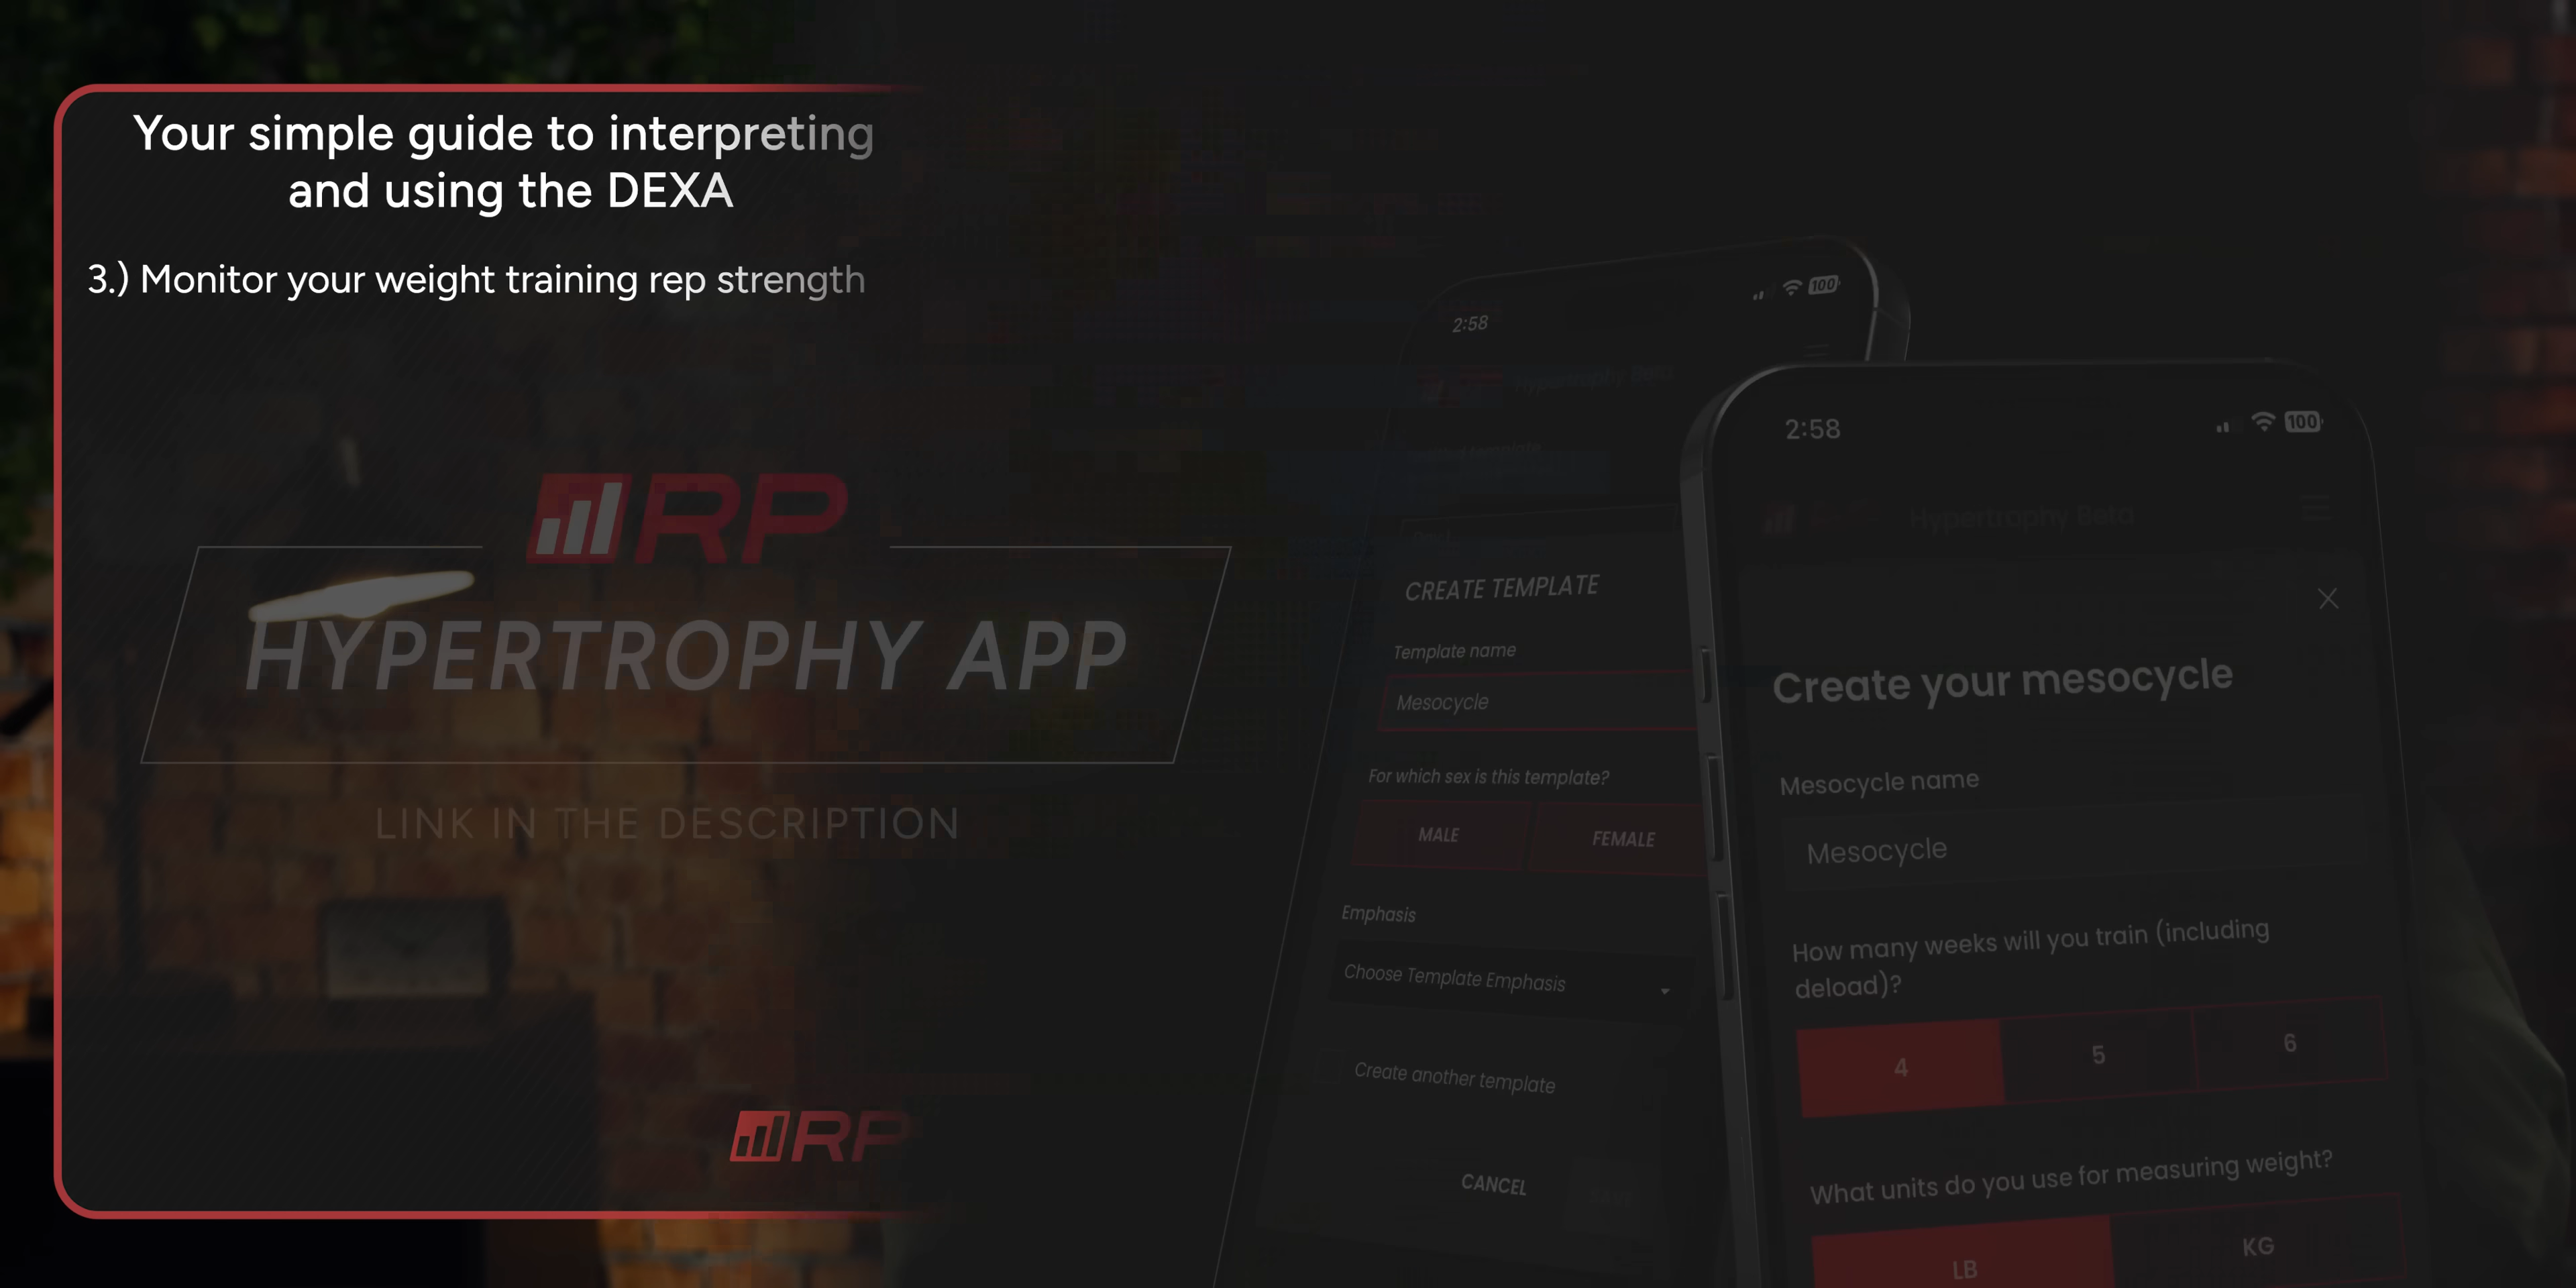 Your simple guide to interpreting
and using the DEXA
3.) Monitor your weight training rep strength
RP
HYPERTROPHY APP
LINK IN THE DESCRIPTION
RP
2:58
100
Hypertrophy Beta
CREATE TEMPLATE
Template name
Mesocycle
For which sex is this template?
MALE
FEMALE
Emphasis
Choose Template Emphasis
Create another template
CANCEL
2:58
100
Hypertrophy Beta
Create your mesocycle
Mesocycle name
Mesocycle
How many weeks will you train (including
deload)?
4
5
6
What units do you use for measuring weight?
LB
KG